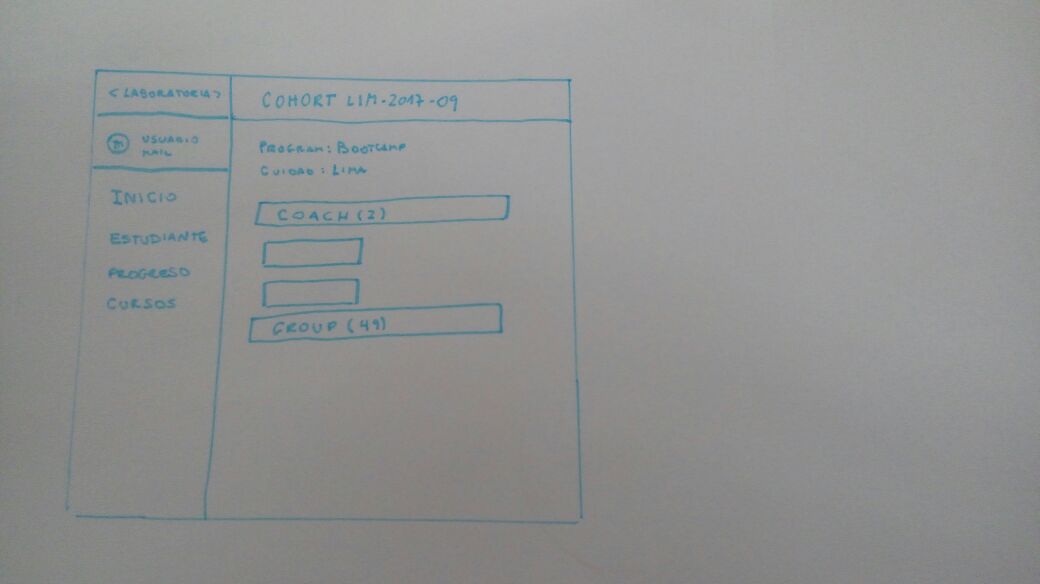 <LABORATORIA>
USUARIO
MAIL
INICIO
ESTUDIANTE
PROGRESO
CURSOS
COHORT LIM-2017-09
PROGRAM: BOOTCAMP
CUIDAD: LIMA
COACH (2)
GROUP (49)